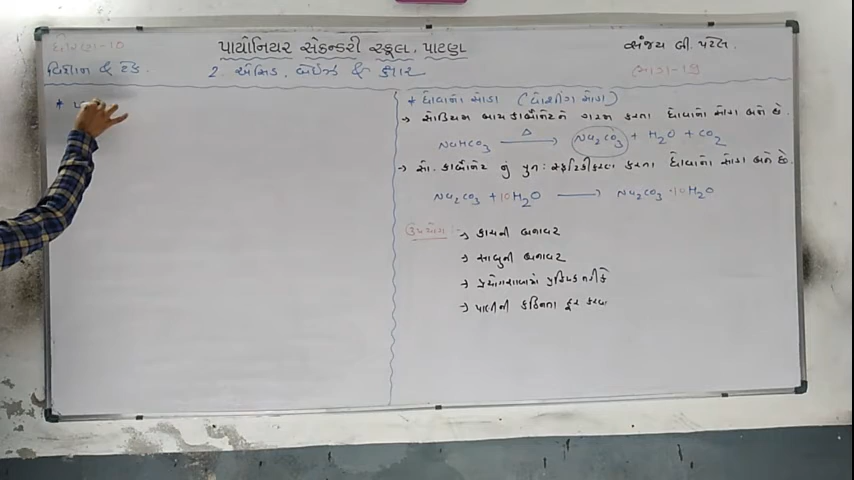 ધોરણ-10
પાયોનિયર સેકન્ડરી સ્કૂલ, પાટણ
સંજય બી. પટેલ.
વિજ્ઞાન & ટેક.
2. એસિડ, બેઈઝ & ક્ષાર
ભાગ-19
*
* ધોવાનો સોડા (વોશીંગ સોડા)
→ સોડિયમ બાય કાર્બોનેટને ગરમ કરતા ધોવાનો સોડા બને છે.
NaHCO3 —Δ→ Na2CO3 + H2O + CO2
→ સો. કાર્બોનેટ નું પુન: સ્ફટિકીકરણ કરતા ધોવાનો સોડા બને છે.
Na2CO3 + 10H2O → Na2CO3·10H2O
ઉપયોગ :- → કાચની બનાવટ
→ સાબુની બનાવટ
→ પ્રયોગશાળામાં પ્રક્રિયક તરીકે
→ પાણીની કઠિનતા દૂર કરવા